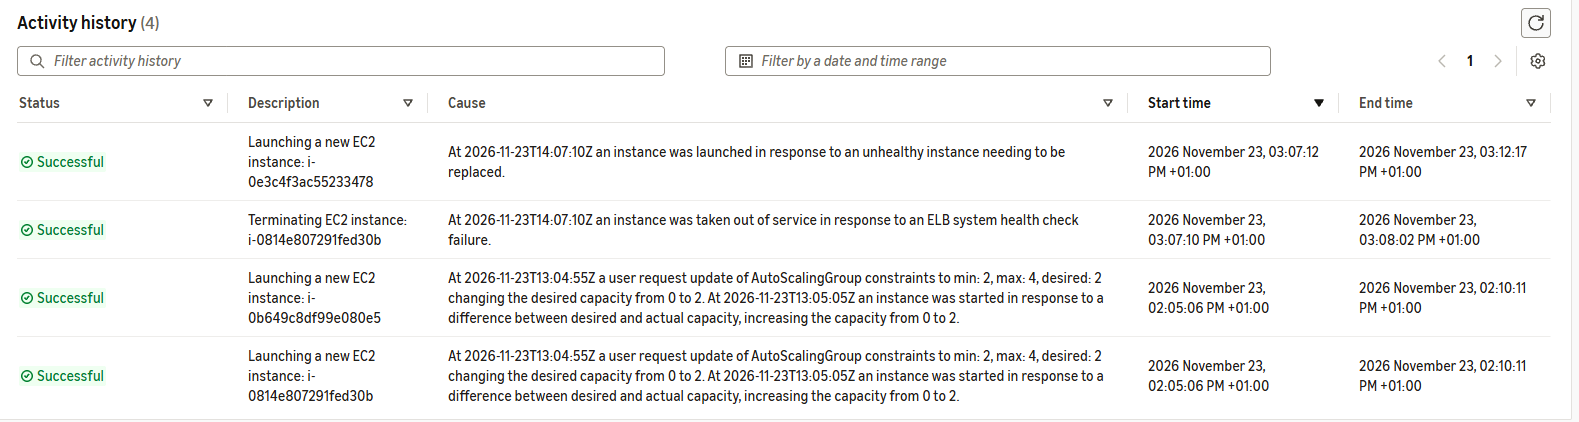 Activity history (4)
Filter activity history
Filter by a date and time range
1
Status
Description
Cause
Start time
End time
Successful
Launching a new EC2
instance: i-
0e3c4f3ac55233478
At 2026-11-23T14:07:10Z an instance was launched in response to an unhealthy instance needing to be
replaced.
2026 November 23, 03:07:12
PM +01:00
2026 November 23, 03:12:17
PM +01:00
Successful
Terminating EC2 instance:
i-0814e807291fed30b
At 2026-11-23T14:07:10Z an instance was taken out of service in response to an ELB system health check
failure.
2026 November 23,
03:07:10 PM +01:00
2026 November 23,
03:08:02 PM +01:00
Successful
Launching a new EC2
instance: i-
0b649c8df99e080e5
At 2026-11-23T13:04:55Z a user request update of AutoScalingGroup constraints to min: 2, max: 4, desired: 2
changing the desired capacity from 0 to 2. At 2026-11-23T13:05:05Z an instance was started in response to a
difference between desired and actual capacity, increasing the capacity from 0 to 2.
2026 November 23,
02:05:06 PM +01:00
2026 November 23, 02:10:11
PM +01:00
Successful
Launching a new EC2
instance: i-
0814e807291fed30b
At 2026-11-23T13:04:55Z a user request update of AutoScalingGroup constraints to min: 2, max: 4, desired: 2
changing the desired capacity from 0 to 2. At 2026-11-23T13:05:05Z an instance was started in response to a
difference between desired and actual capacity, increasing the capacity from 0 to 2.
2026 November 23,
02:05:06 PM +01:00
2026 November 23, 02:10:11
PM +01:00